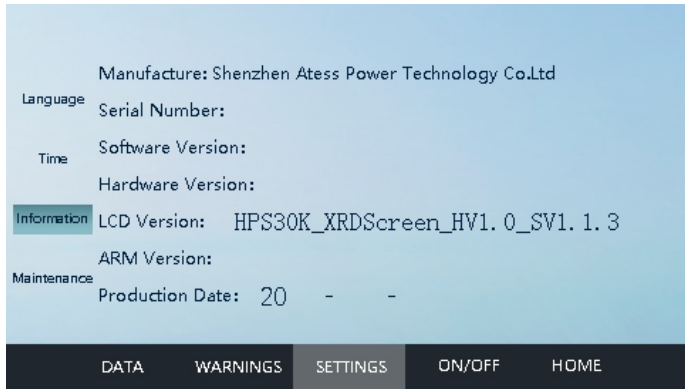 Language
Time
Information
Maintenance
Manufacture: Shenzhen Atess Power Technology Co.Ltd
Serial Number:
Software Version:
Hardware Version:
LCD Version: HPS30K_XRDScreen_HV1.0_SV1.1.3
ARM Version:
Production Date: 20 - -
DATA WARNINGS SETTINGS ON/OFF HOME